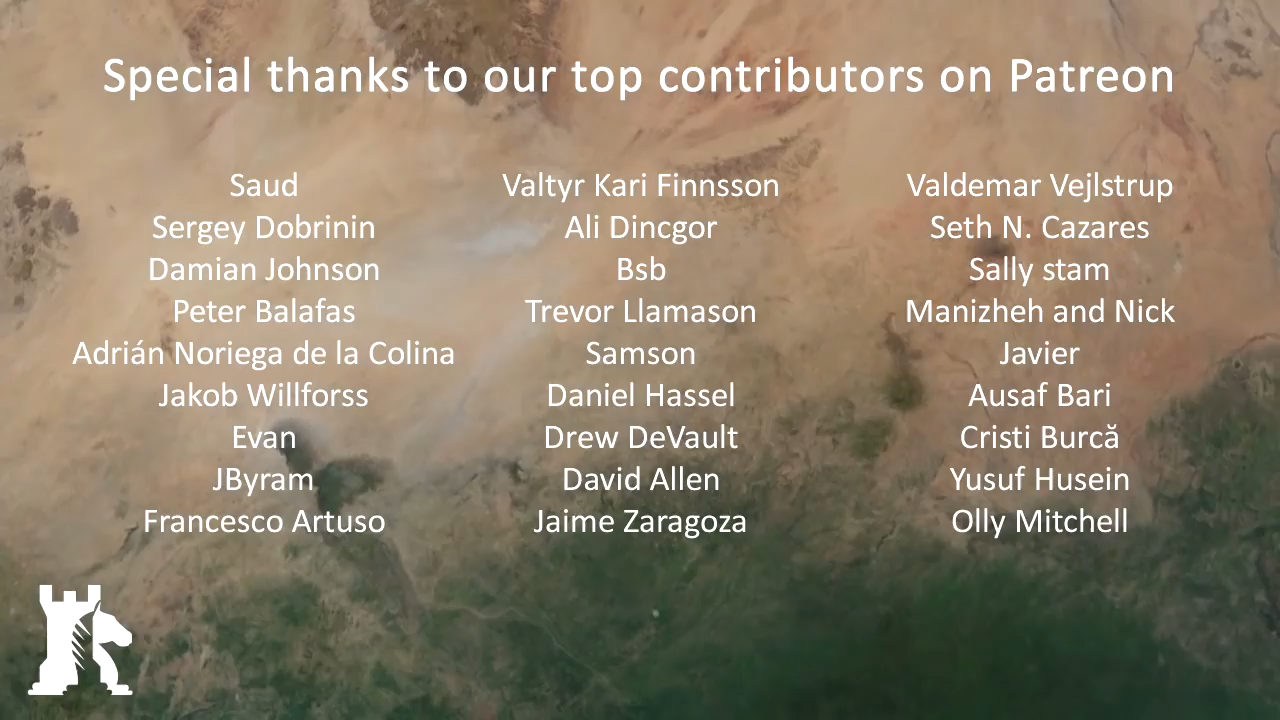 Special thanks to our top contributors on Patreon
Saud
Sergey Dobrinin
Damian Johnson
Peter Balafas
Adrián Noriega de la Colina
Jakob Willforss
Evan
JByram
Francesco Artuso
Valtyr Kari Finnsson
Ali Dincgor
Bsb
Trevor Llamason
Samson
Daniel Hassel
Drew DeVault
David Allen
Jaime Zaragoza
Valdemar Vejlstrup
Seth N. Cazares
Sally stam
Manizheh and Nick
Javier
Ausaf Bari
Cristi Burcă
Yusuf Husein
Olly Mitchell